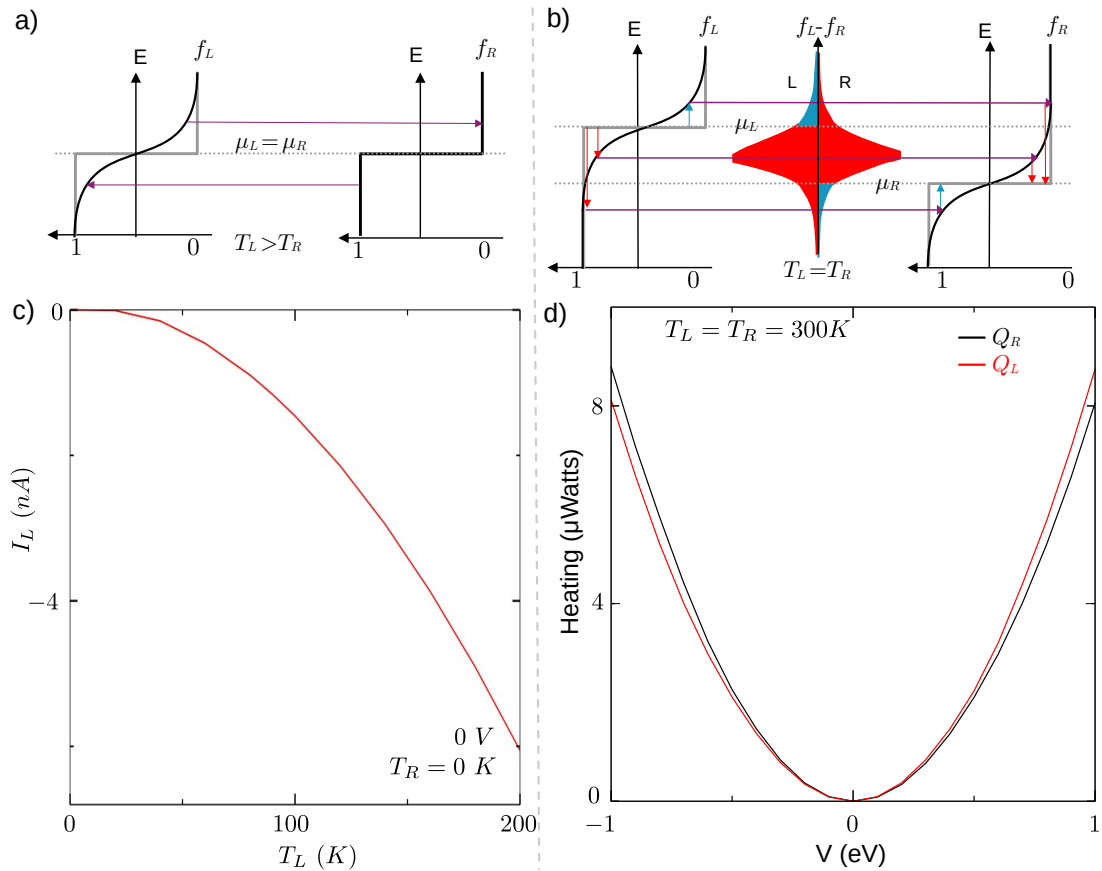 a)
E
f_L
E
f_R
μ_L=μ_R
1
0
T_L>T_R
1
0
b)
E
f_L
f_L-f_R
E
f_R
L
R
μ_L
μ_R
1
0
T_L=T_R
1
0
c)
0
−4
I_L (nA)
0 V
T_R = 0 K
0
100
200
T_L (K)
d)
T_L = T_R = 300K
Q_R
Q_L
8
4
0
Heating (μWatts)
−1
0
1
V (eV)